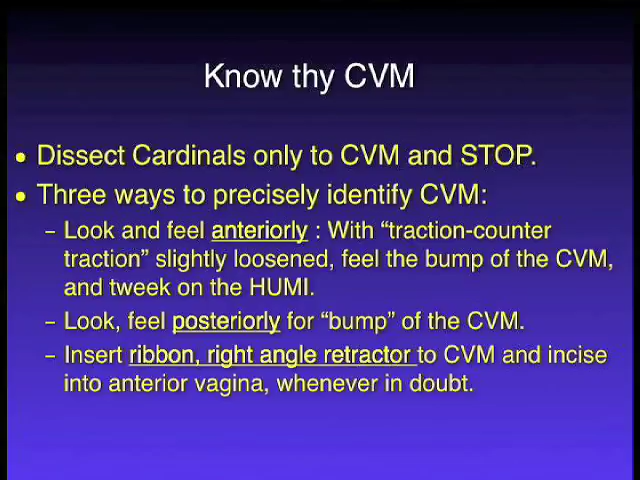 Know thy CVM
• Dissect Cardinals only to CVM and STOP.
• Three ways to precisely identify CVM:
– Look and feel anteriorly : With “traction-counter
traction” slightly loosened, feel the bump of the CVM,
and tweek on the HUMI.
– Look, feel posteriorly for “bump” of the CVM.
– Insert ribbon, right angle retractor to CVM and incise
into anterior vagina, whenever in doubt.